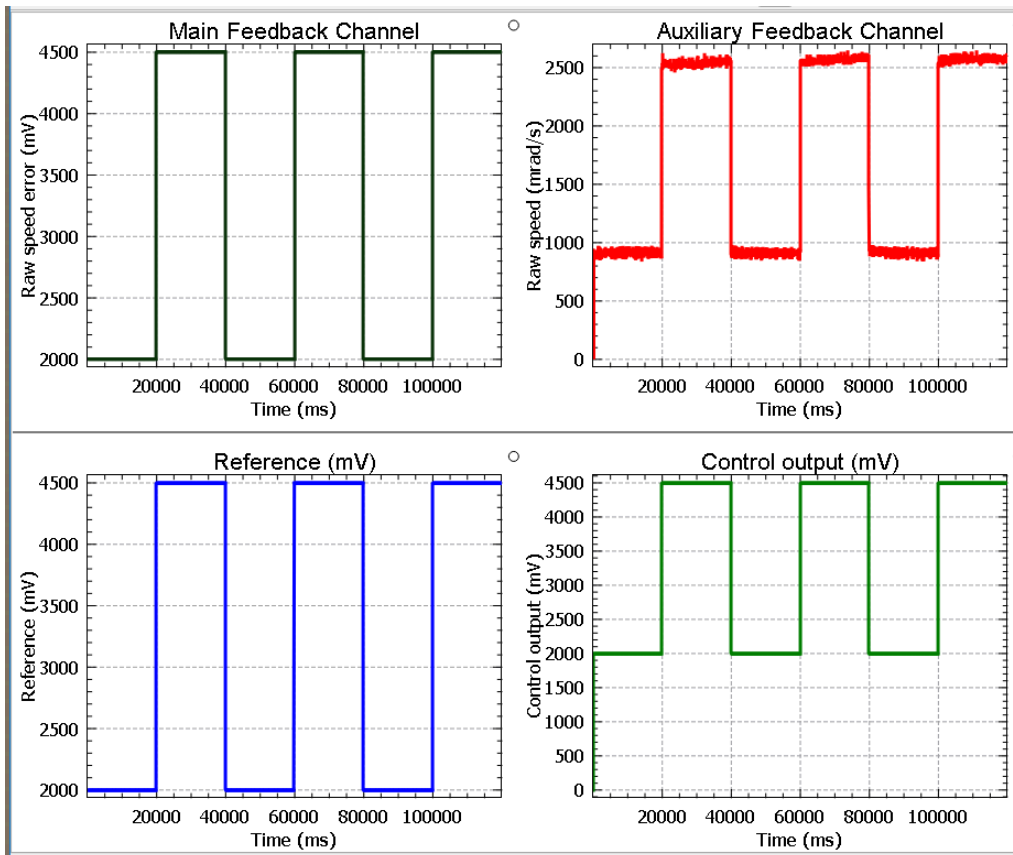 Main Feedback Channel
Raw speed error (mV)
4500
4000
3500
3000
2500
2000
20000 40000 60000 80000 100000
Time (ms)
Auxiliary Feedback Channel
Raw speed (mrad/s)
2500
2000
1500
1000
500
0
20000 40000 60000 80000 100000
Time (ms)
Reference (mV)
Reference (mV)
4500
4000
3500
3000
2500
2000
20000 40000 60000 80000 100000
Time (ms)
Control output (mV)
Control output (mV)
4500
4000
3500
3000
2500
2000
1500
1000
500
0
20000 40000 60000 80000 100000
Time (ms)